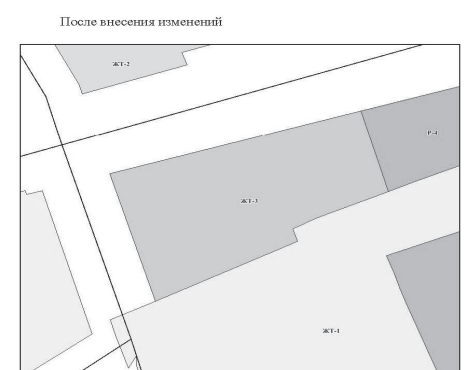 После внесения изменений
ЖТ-2
Р-4
ЖТ-3
ЖТ-1